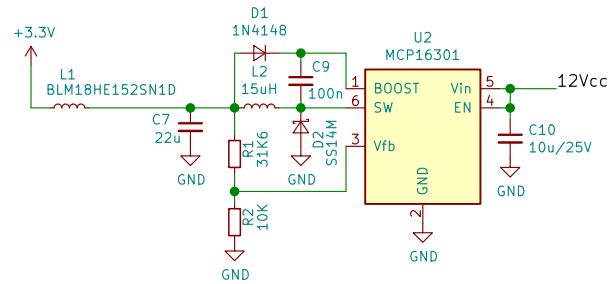 D1
1N4148
+3.3V
U2
MCP16301
L1
BLM18HE152SN1D
L2
15uH
C9
100n
1
BOOST
Vin
5
12Vcc
6
SW
EN
4
C7
22u
D2
SS14M
R1
31K6
3
Vfb
C10
10u/25V
GND
GND
GND
GND
2
R2
10K
GND
GND